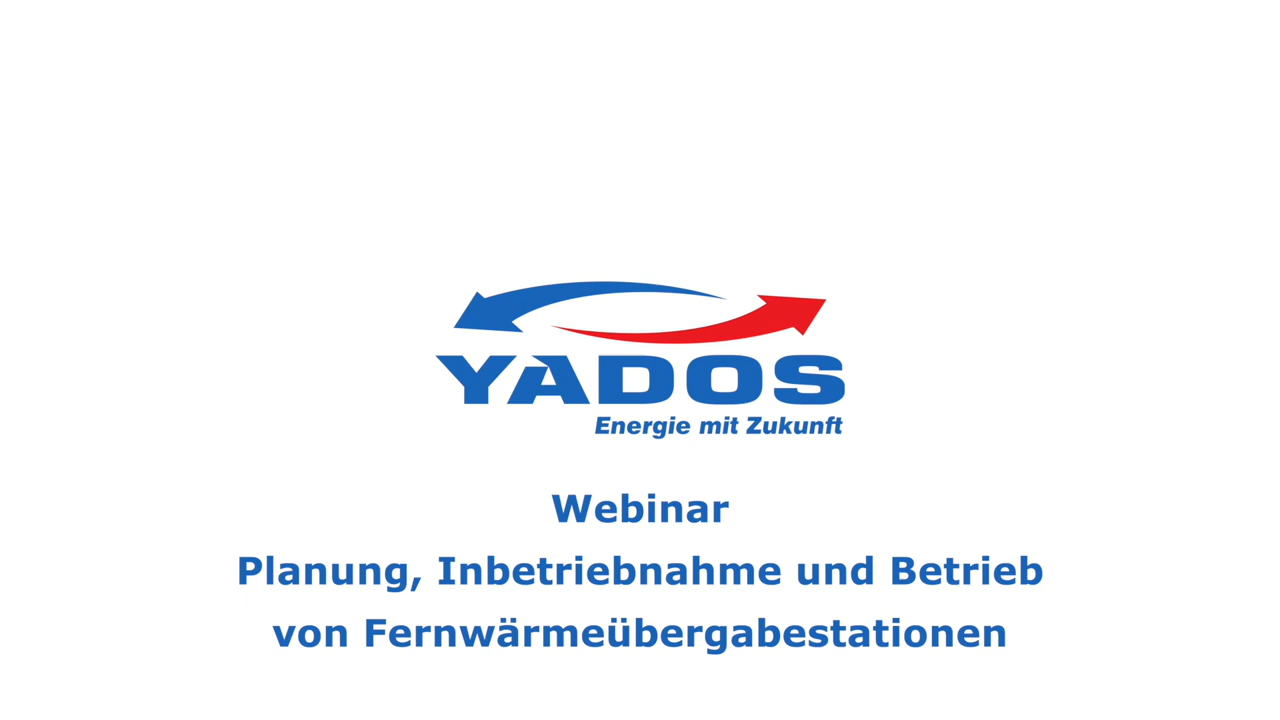 YADOS
Energie mit Zukunft
Webinar
Planung, Inbetriebnahme und Betrieb
von Fernwärmeübergabestationen